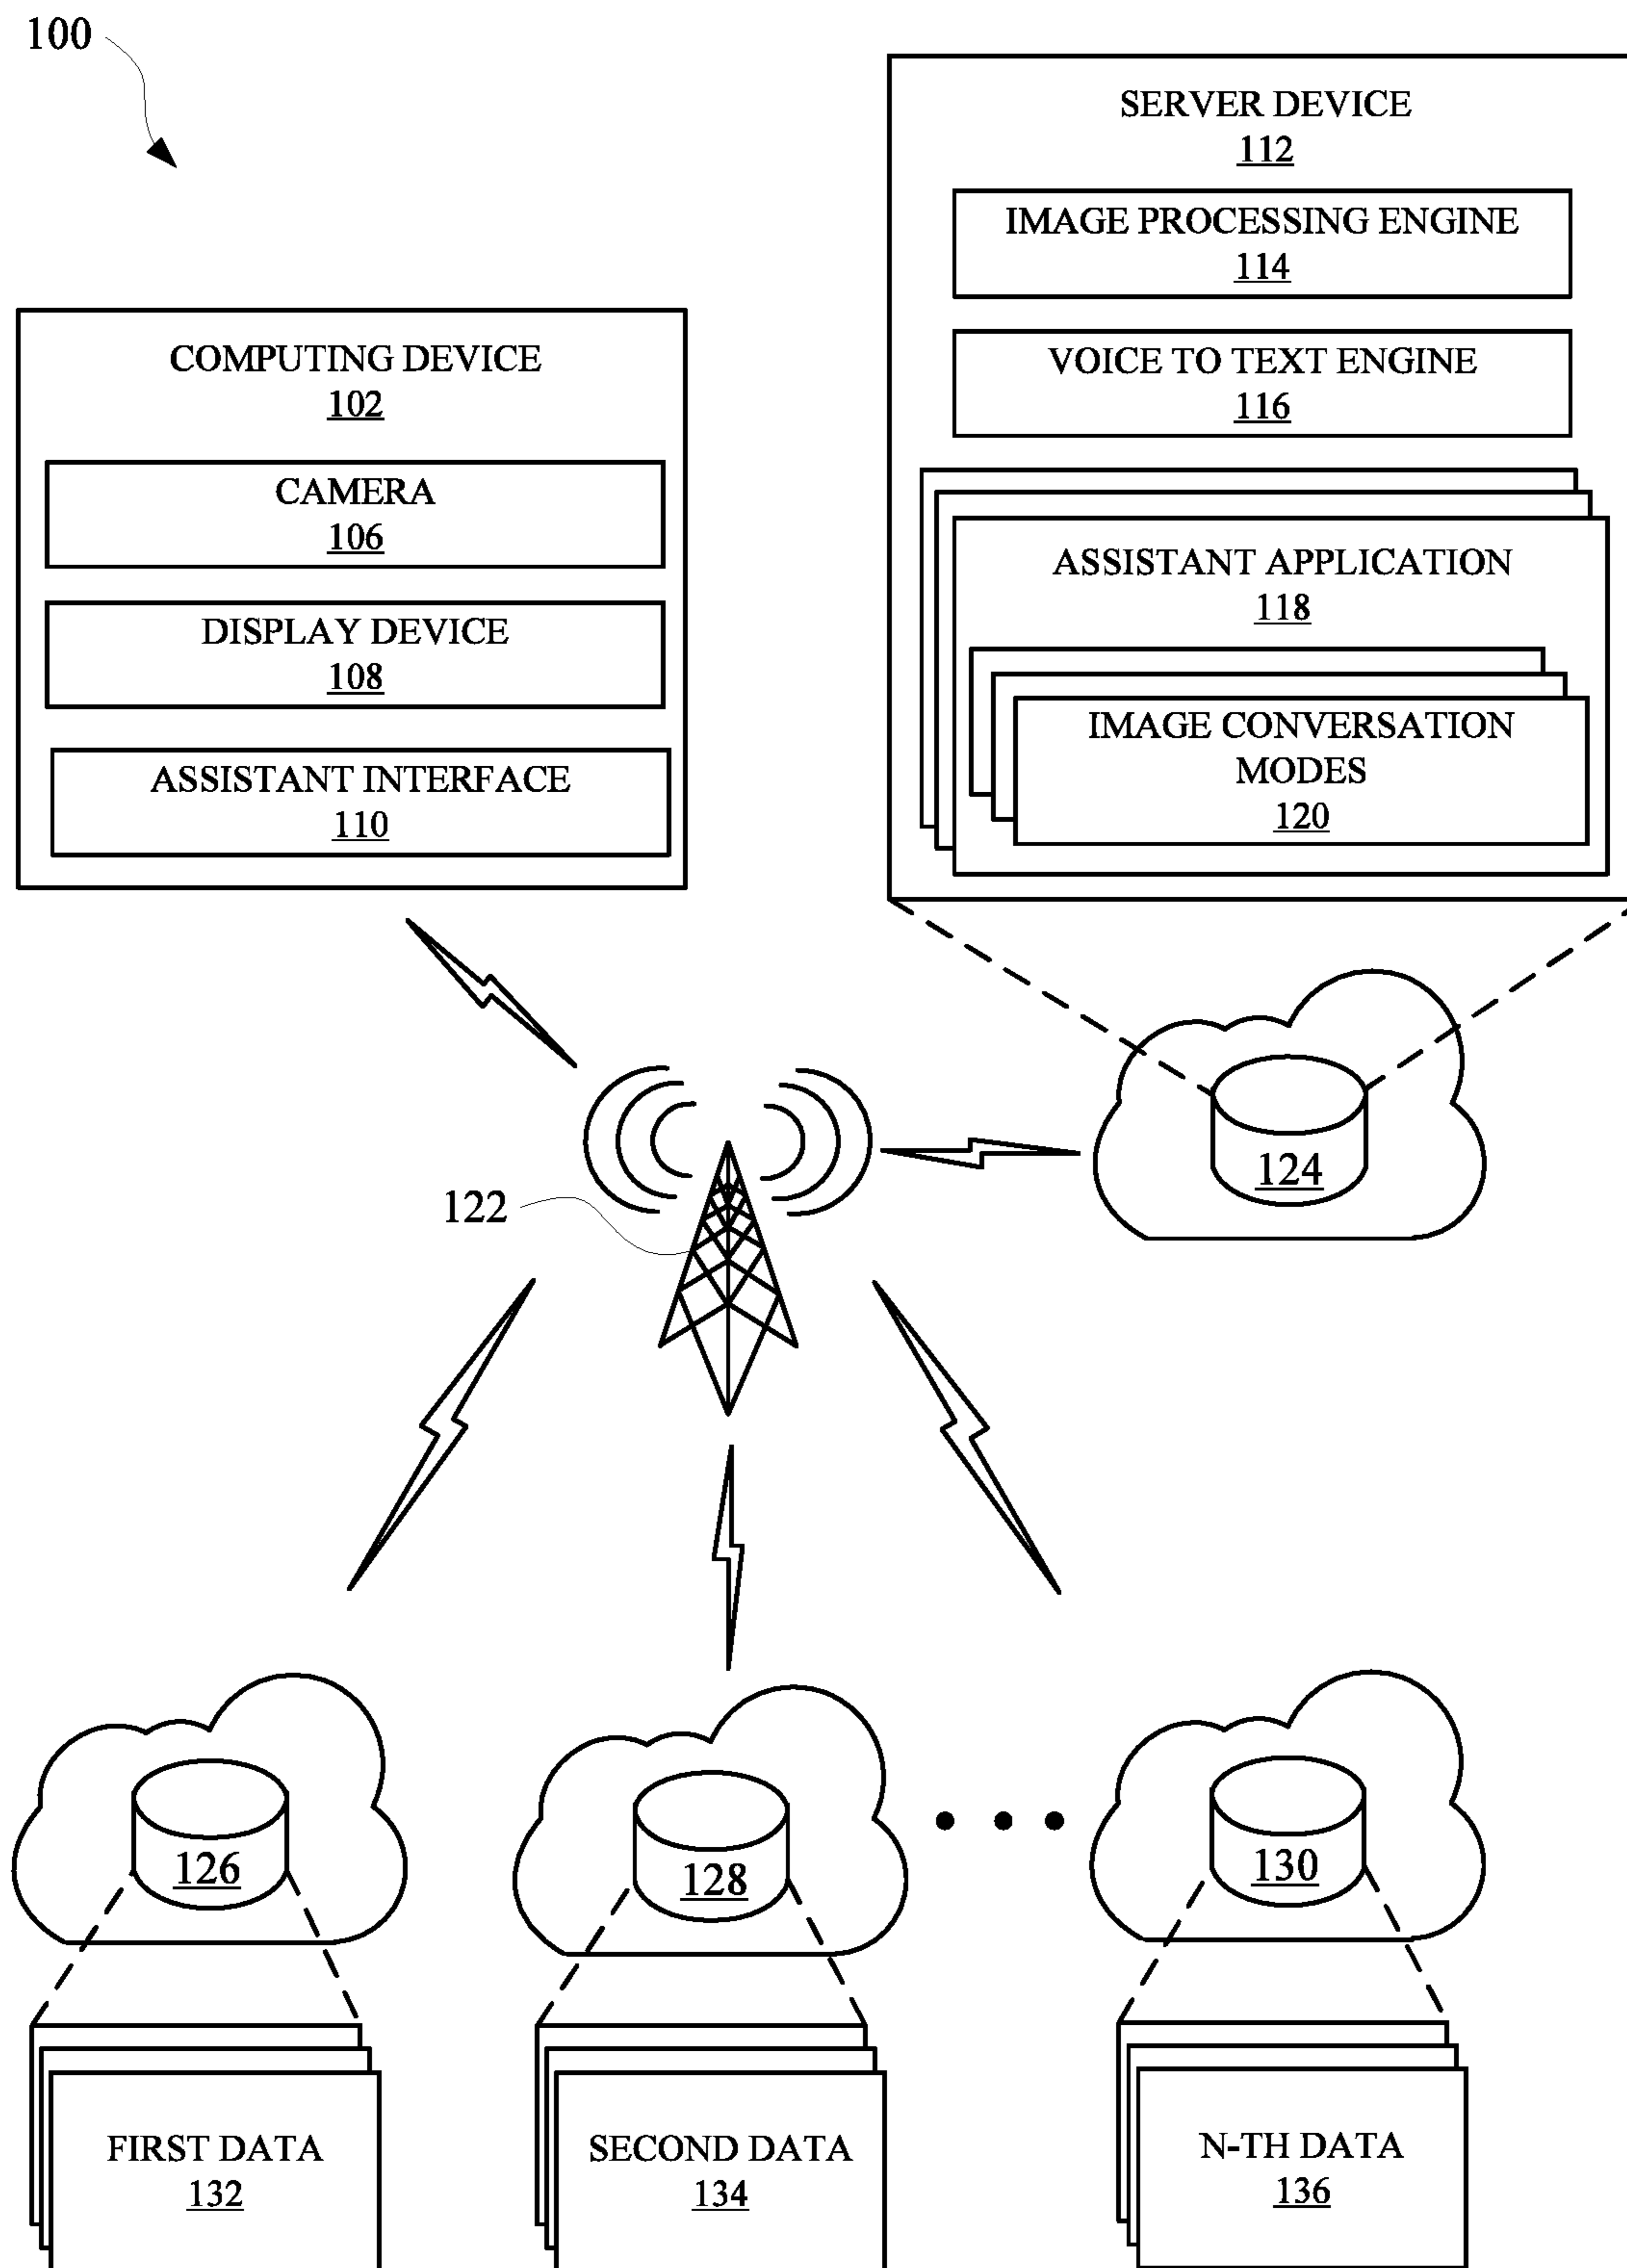 100
SERVER DEVICE
112
IMAGE PROCESSING ENGINE
114
VOICE TO TEXT ENGINE
116
ASSISTANT APPLICATION
118
IMAGE CONVERSATION
MODES
120
COMPUTING DEVICE
102
CAMERA
106
DISPLAY DEVICE
108
ASSISTANT INTERFACE
110
122
124
126
128
130
FIRST DATA
132
SECOND DATA
134
N-TH DATA
136